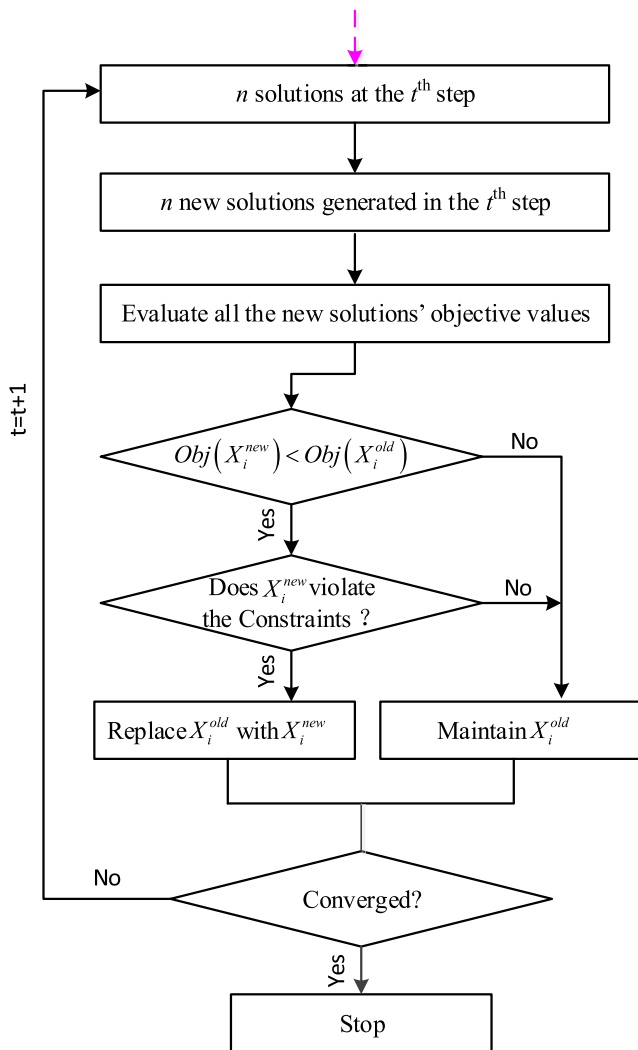 n solutions at the tth step
n new solutions generated in the tth step
Evaluate all the new solutions’ objective values
t=t+1
Obj(Xinew) < Obj(Xiold)
No
Yes
Does Xinew violate
the Constraints ?
No
Yes
Replace Xiold with Xinew
Maintain Xiold
No
Converged?
Yes
Stop